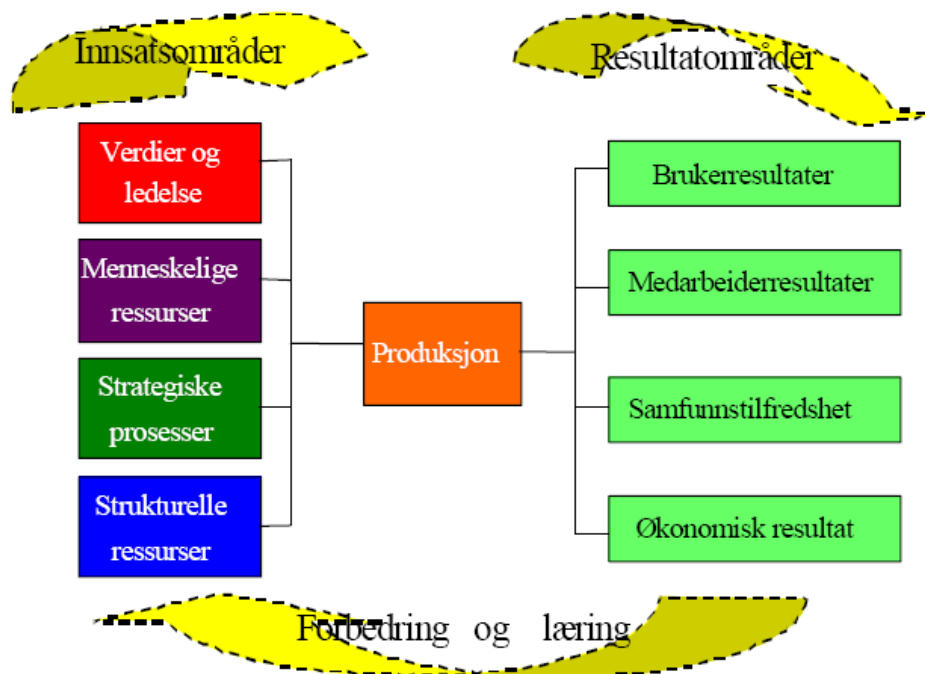 Innsatsområder
Resultatområder
Verdier og
ledelse
Menneskelige
ressurser
Strategiske
prosesser
Strukturelle
ressurser
Produksjon
Brukerresultater
Medarbeiderresultater
Samfunnstilfredshet
Økonomisk resultat
Forbedring og læring